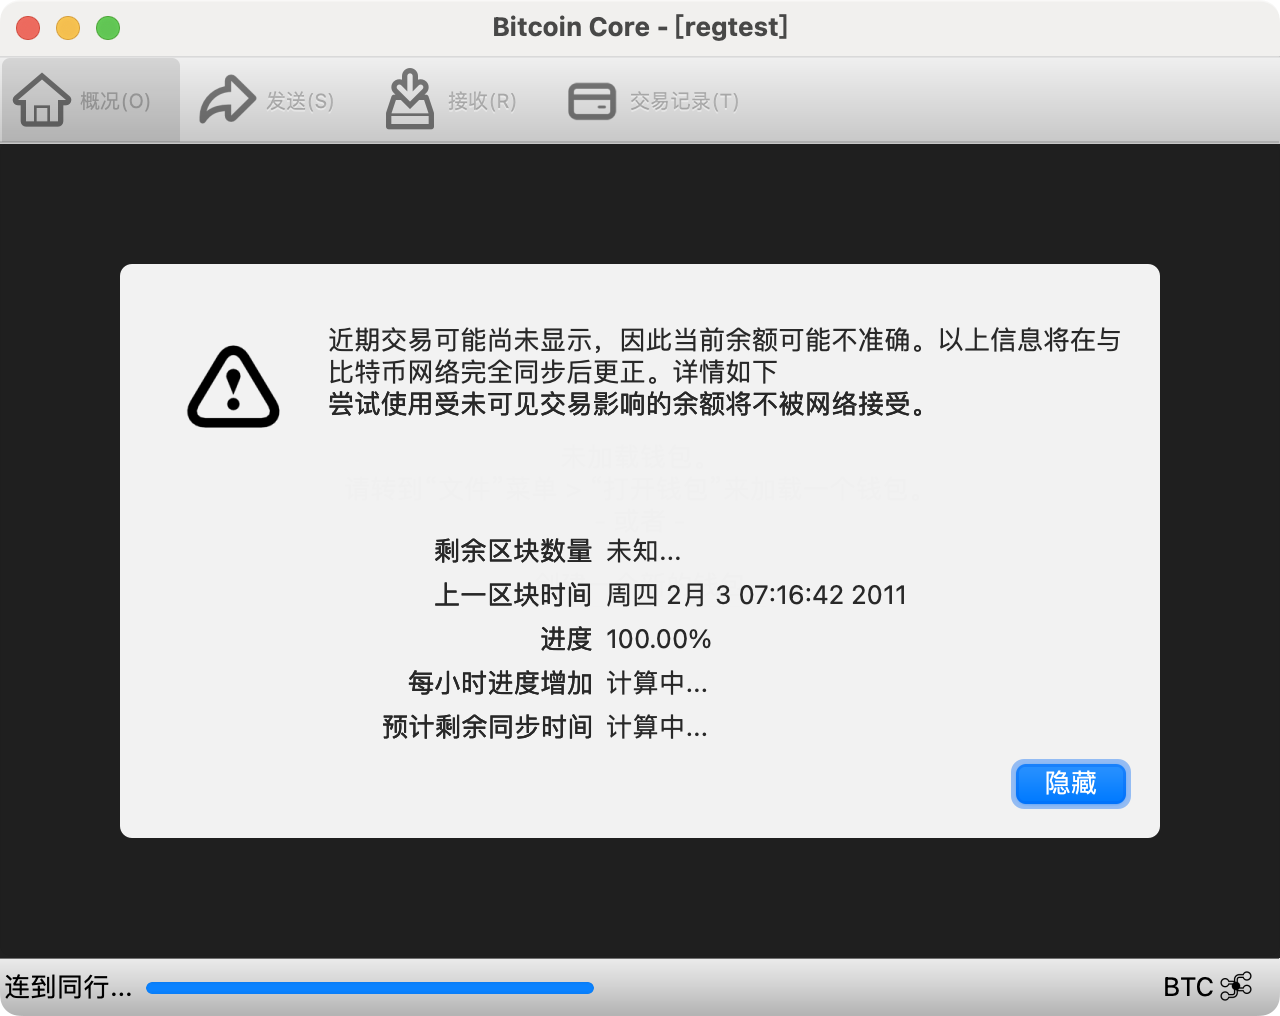 Bitcoin Core - [regtest]
概况(O)
发送(S)
接收(R)
交易记录(T)
近期交易可能尚未显示，因此当前余额可能不准确。以上信息将在与
比特币网络完全同步后更正。详情如下
尝试使用受未可见交易影响的余额将不被网络接受。
剩余区块数量 未知...
上一区块时间 周四 2月 3 07:16:42 2011
进度 100.00%
每小时进度增加 计算中...
预计剩余同步时间 计算中...
隐藏
连到同行...
BTC